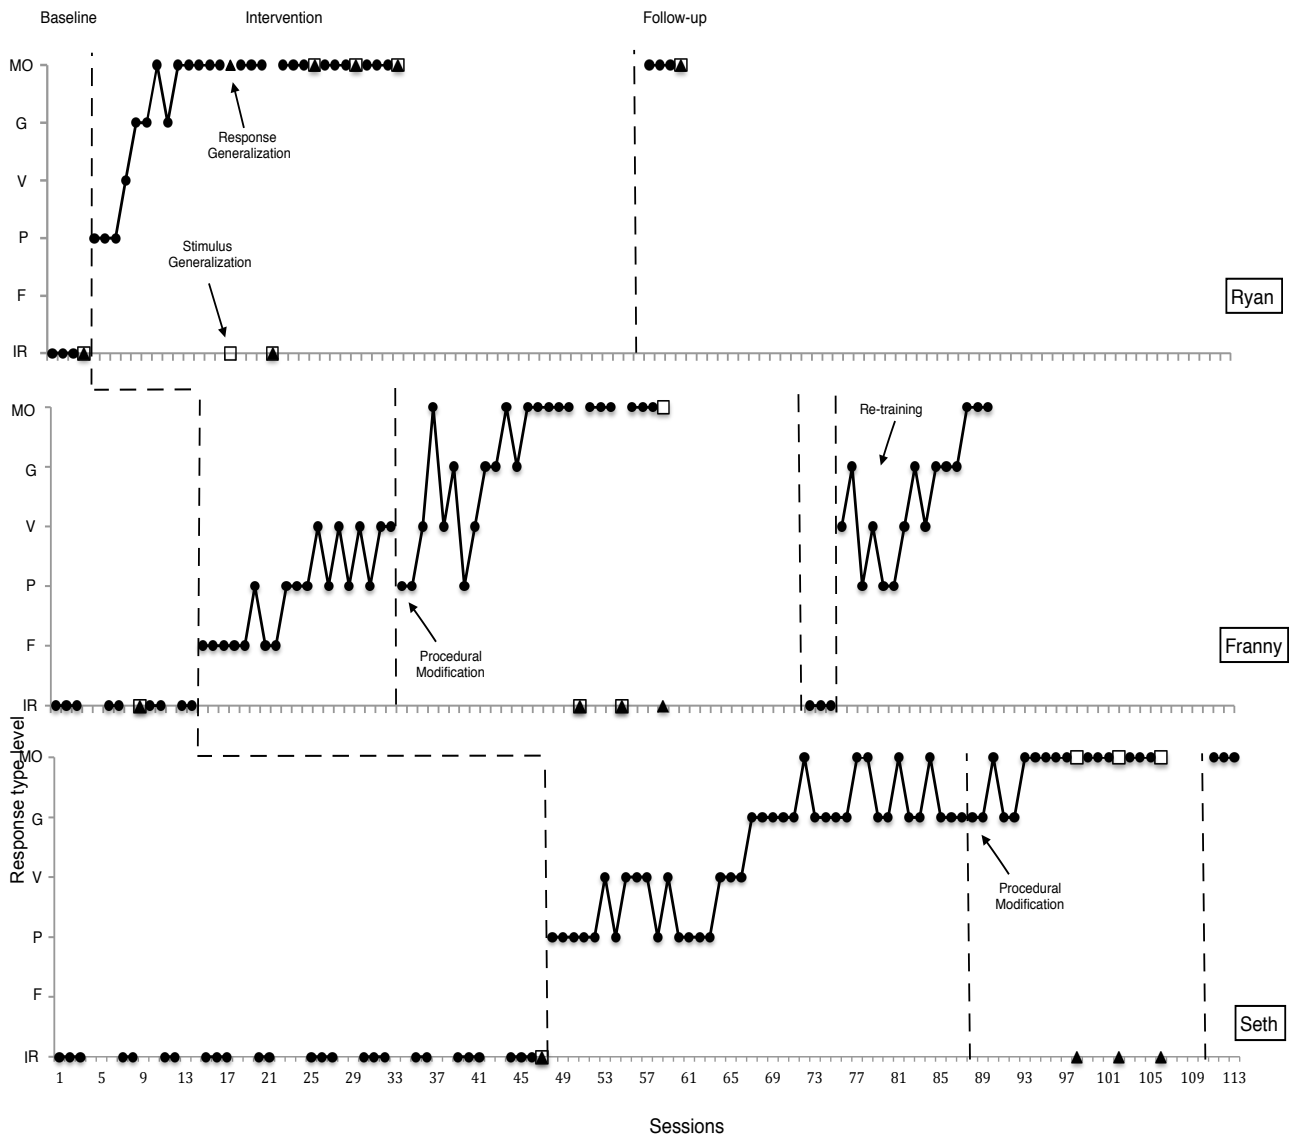 Baseline
Intervention
Follow-up
MO
G
V
P
F
IR
Response
Generalization
Stimulus
Generalization
Ryan
MO
G
V
P
F
IR
Re-training
Procedural
Modification
Franny
Response type level
MO
G
V
P
F
IR
Procedural
Modification
Seth
1 5 9 13 17 21 25 29 33 37 41 45 49 53 57 61 65 69 73 77 81 85 89 93 97 101 105 109 113
Sessions